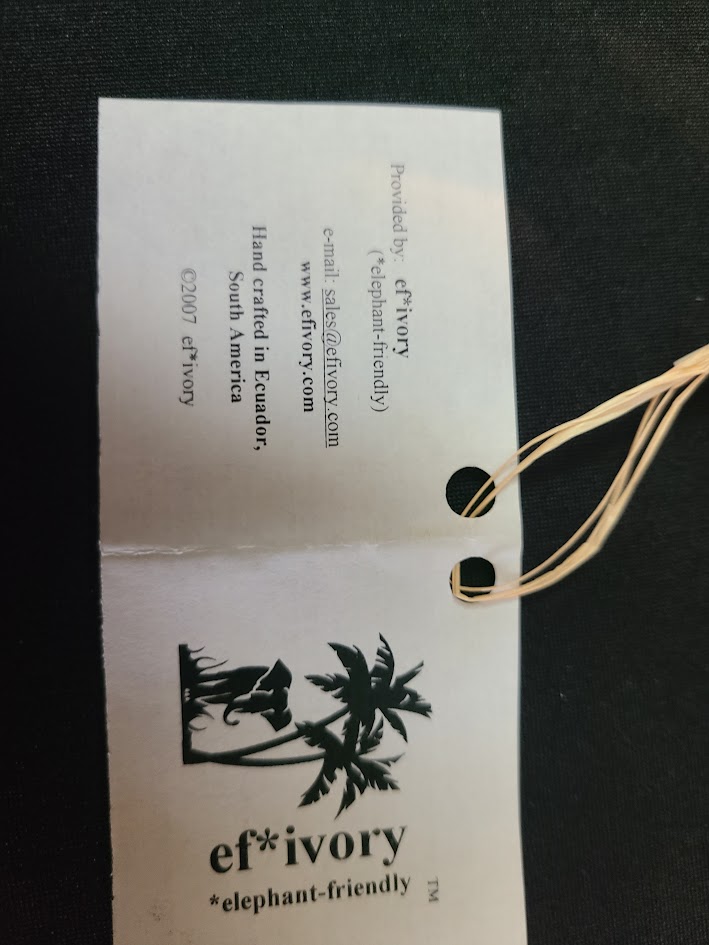 Provided by: ef*ivory
(*elephant-friendly)
e-mail: sales@efivory.com
www.efivory.com
Hand crafted in Ecuador,
South America
©2007 ef*ivory
ef*ivory
*elephant-friendly ™